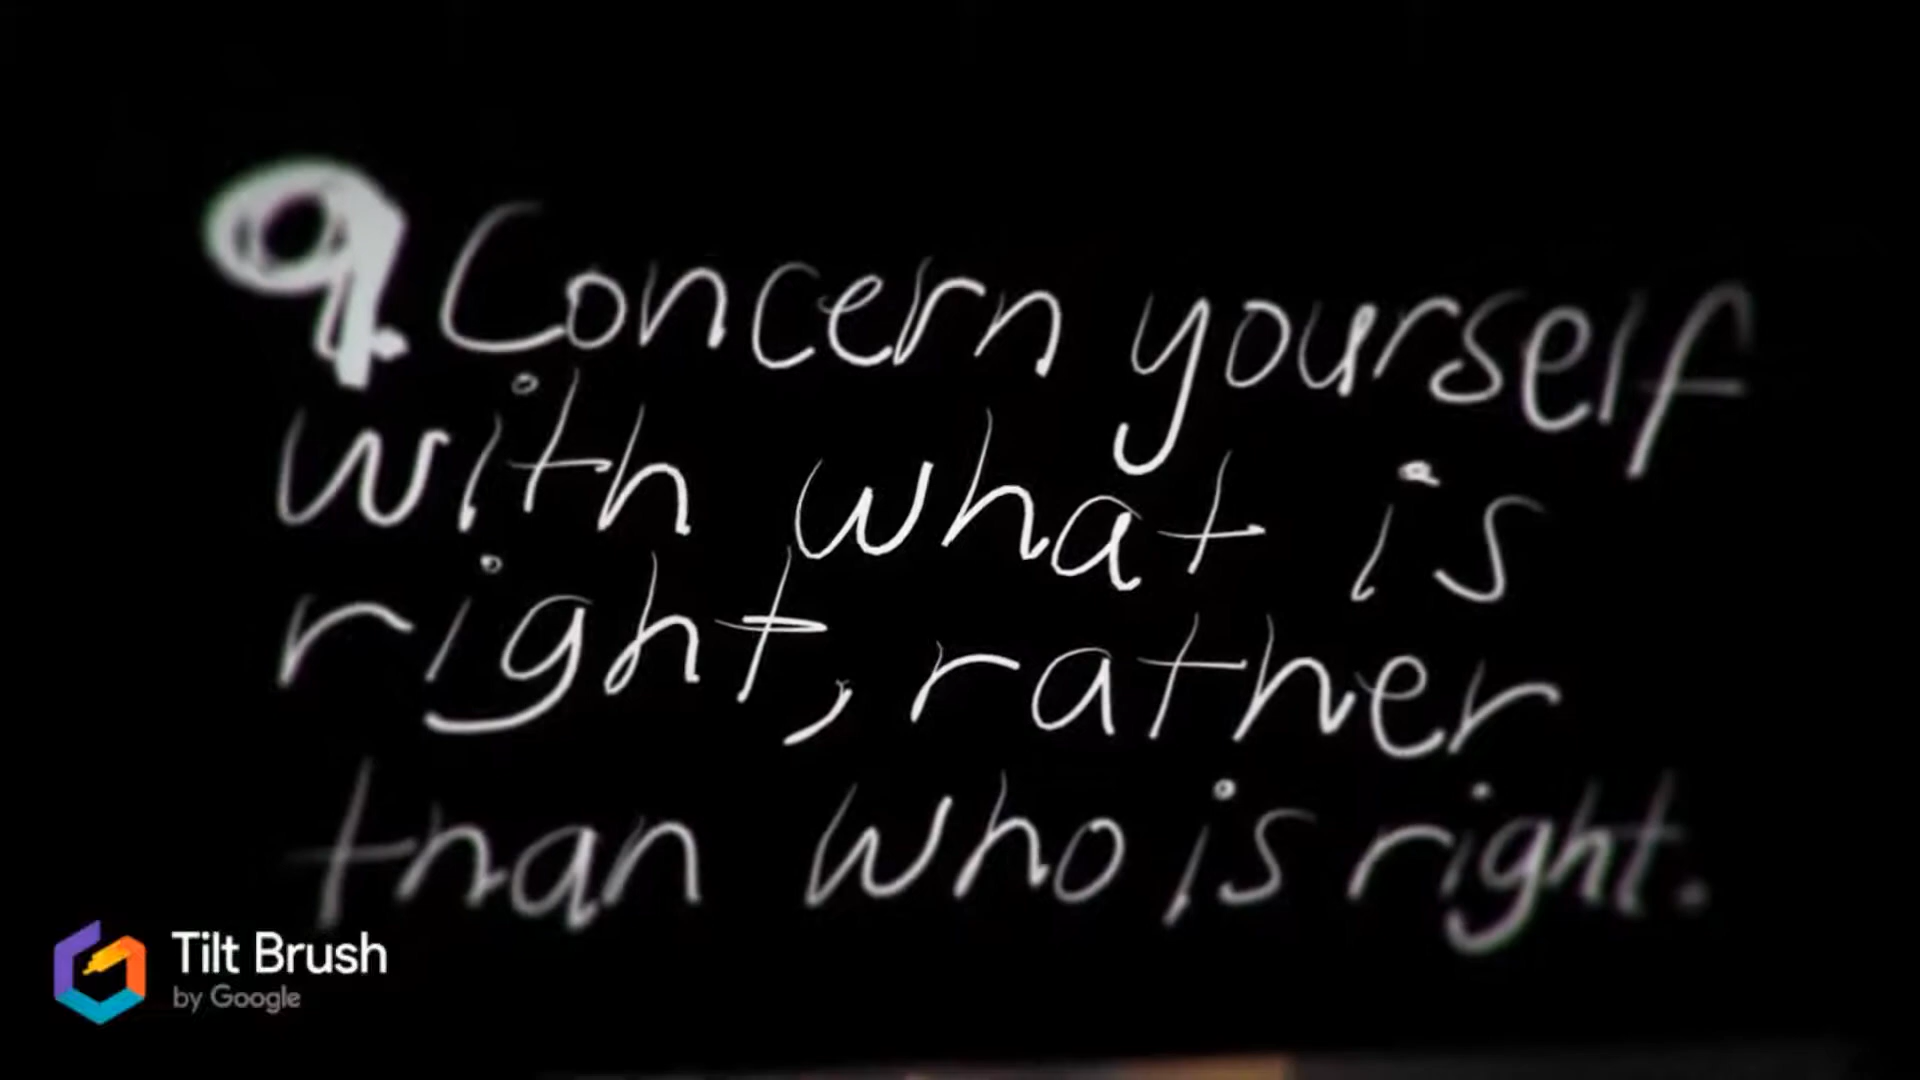 9. Concern yourself
with what is
right, rather
than who is right.
Tilt Brush
by Google